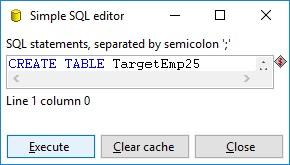 Simple SQL editor
SQL statements, separated by semicolon ';'
CREATE TABLE TargetEmp25
Line 1 column 0
Execute
Clear cache
Close